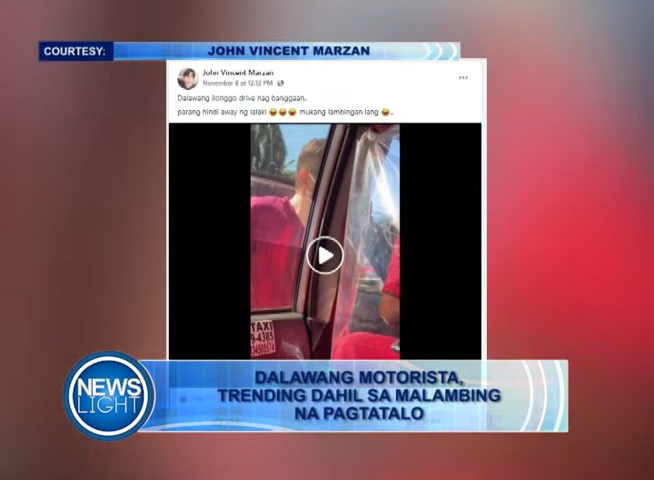 COURTESY:
JOHN VINCENT MARZAN
John Vincent Marzan
November 8 at 12:12 PM
Dalawang ilonggo drive nag banggaan..
parang hindi away ng lalaki 😂😂😂 mukang lambingan lang 😂..
TAXI
NEWS
LIGHT
DALAWANG MOTORISTA,
TRENDING DAHIL SA MALAMBING
NA PAGTATALO